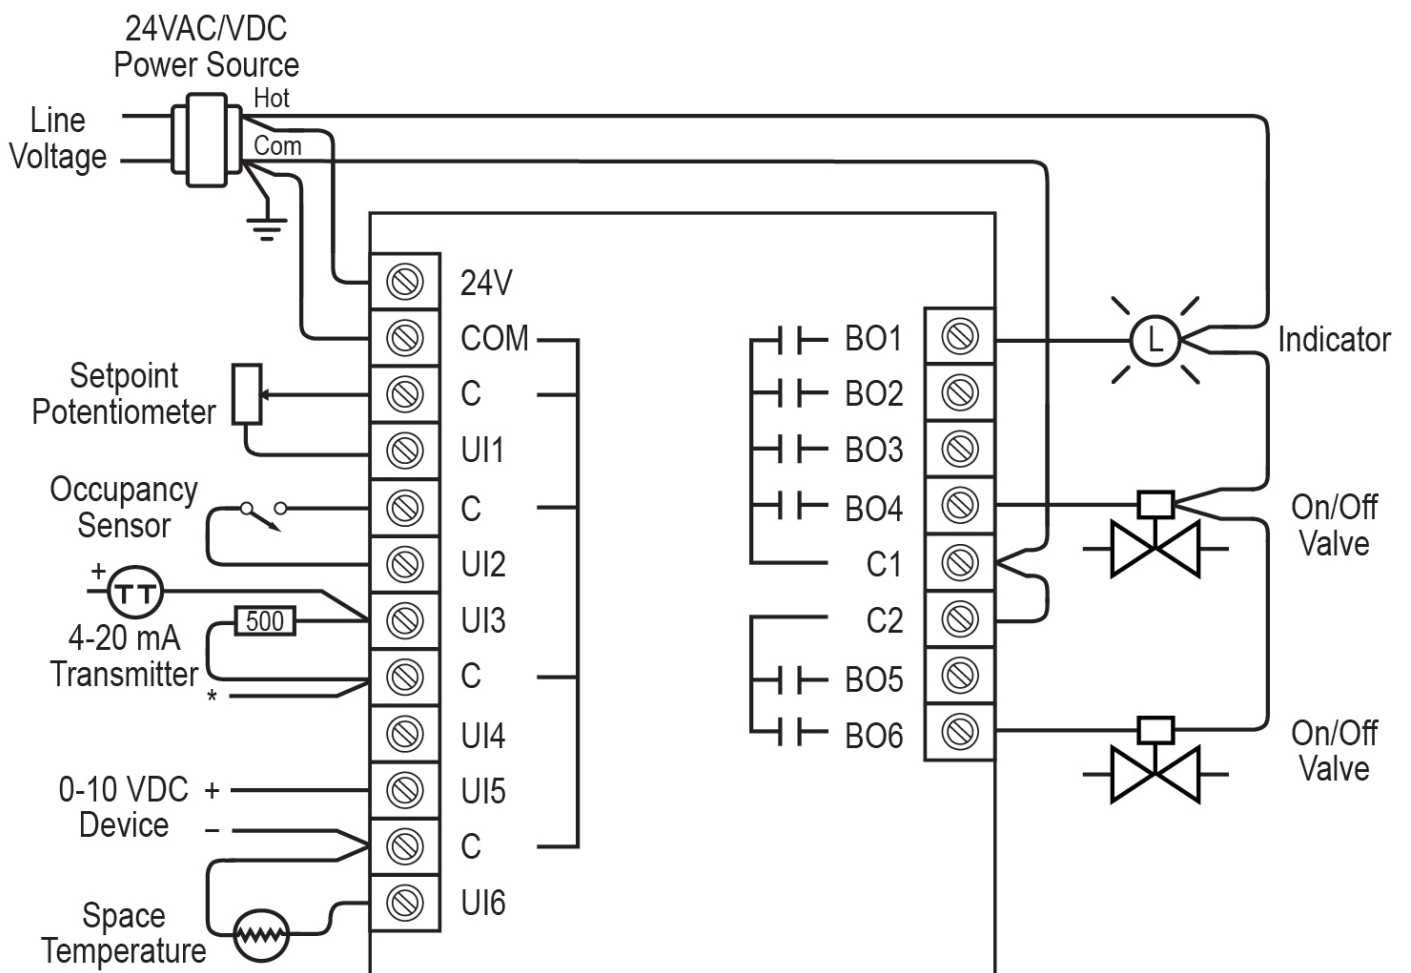 24VAC/VDC
Power Source
Hot
Line
Voltage
Com
24V
COM
Setpoint
Potentiometer
C
UI1
Occupancy
Sensor
C
UI2
+
TT
4-20 mA
Transmitter
500
UI3
*
C
UI4
0-10 VDC +
Device –
UI5
C
Space
Temperature
UI6
BO1
BO2
BO3
BO4
C1
C2
BO5
BO6
L
Indicator
On/Off
Valve
On/Off
Valve